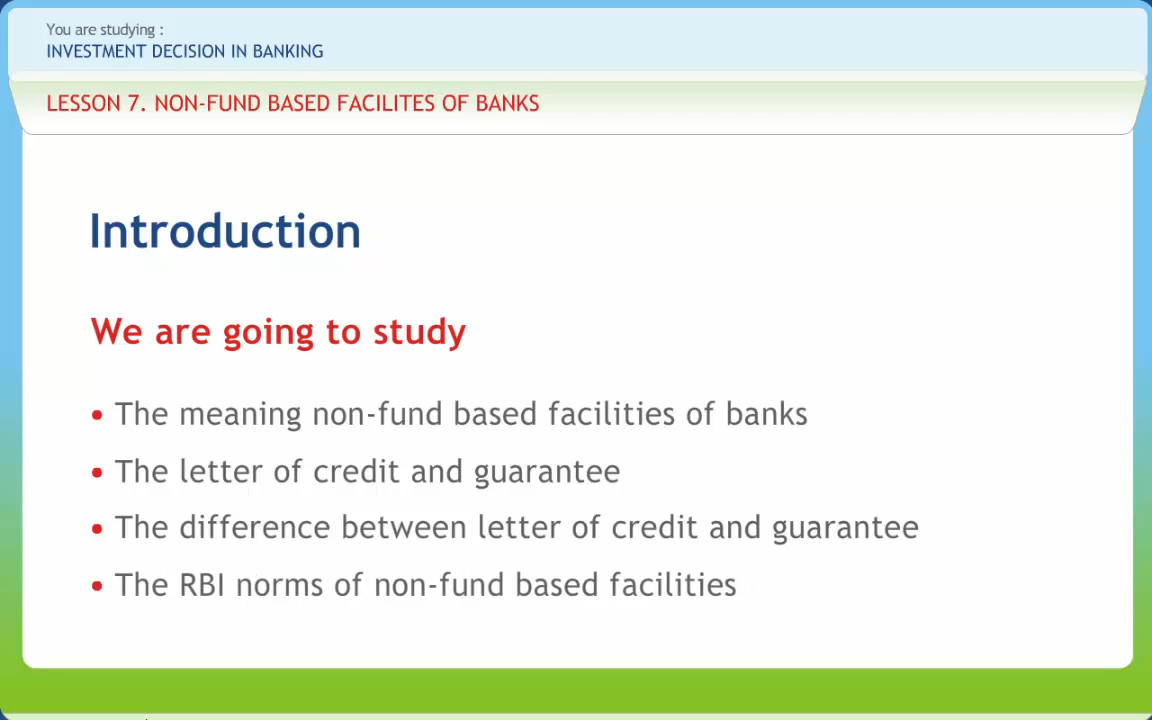 You are studying :
INVESTMENT DECISION IN BANKING
LESSON 7. NON-FUND BASED FACILITES OF BANKS
Introduction
We are going to study
• The meaning non-fund based facilities of banks
• The letter of credit and guarantee
• The difference between letter of credit and guarantee
• The RBI norms of non-fund based facilities